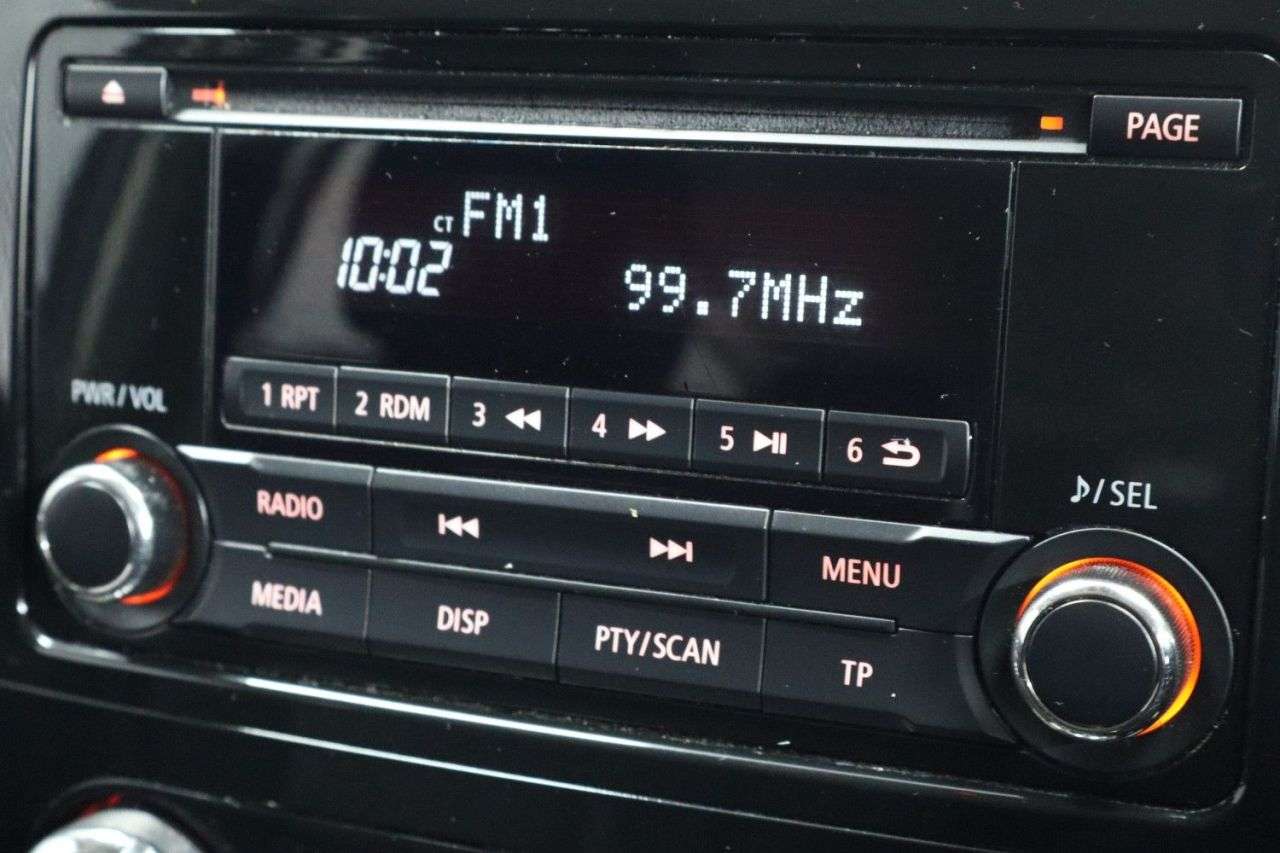 PAGE
CT FM1
10:02
99.7MHz
PWR/VOL
1 RPT
2 RDM
3
4
5
6
♪/SEL
RADIO
MENU
MEDIA
DISP
PTY/SCAN
TP